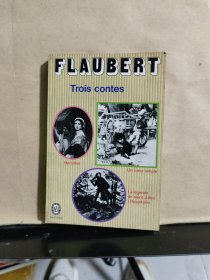 FLAUBERT
Trois contes
Hérodias
Un cœur simple
La légende
de saint Julien
l'Hospitalier